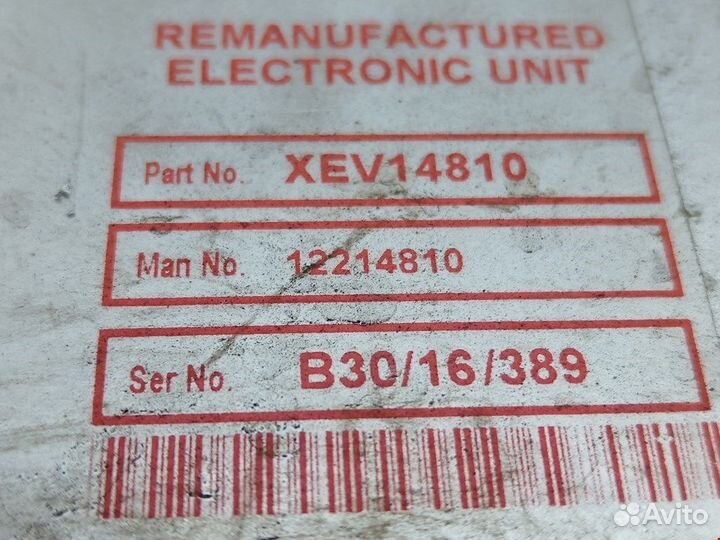 REMANUFACTURED
ELECTRONIC UNIT
Part No. XEV14810
Man No. 12214810
Ser No. B30/16/389
Avito